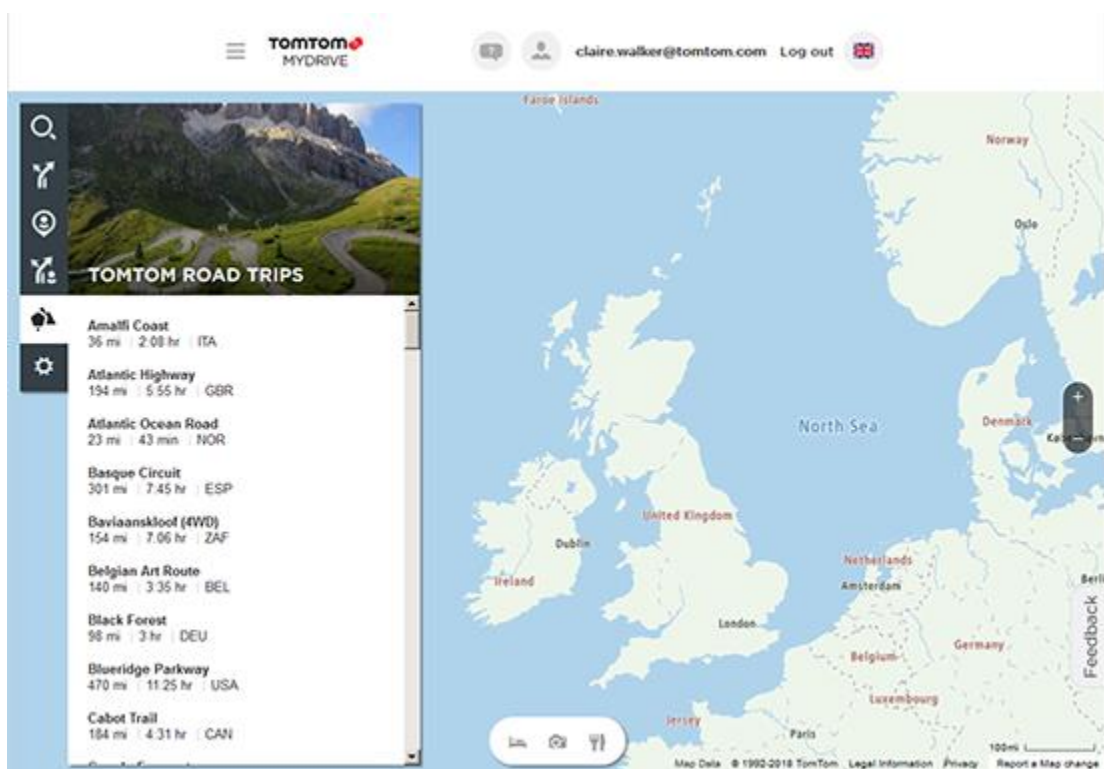 TOMTOM
MYDRIVE
claire.walker@tomtom.com Log out
TOMTOM ROAD TRIPS
Amalfi Coast
36 mi 2:08 hr ITA
Atlantic Highway
194 mi 5:55 hr GBR
Atlantic Ocean Road
23 mi 43 min NOR
Basque Circuit
301 mi 7:45 hr ESP
Baviaanskloof (4WD)
154 mi 7:06 hr ZAF
Belgian Art Route
140 mi 3:35 hr BEL
Black Forest
98 mi 3 hr DEU
Blueridge Parkway
470 mi 11:25 hr USA
Cabot Trail
184 mi 4:31 hr CAN
Faroe Islands
Norway
Oslo
North Sea
Denmark
United Kingdom
Dublin
Ireland
Netherlands
Amsterdam
London
Belgium
Germany
Luxembourg
Jersey
Paris
Feedback
100mi
Map Data © 1992-2018 TomTom Legal Information Privacy Report a Map change